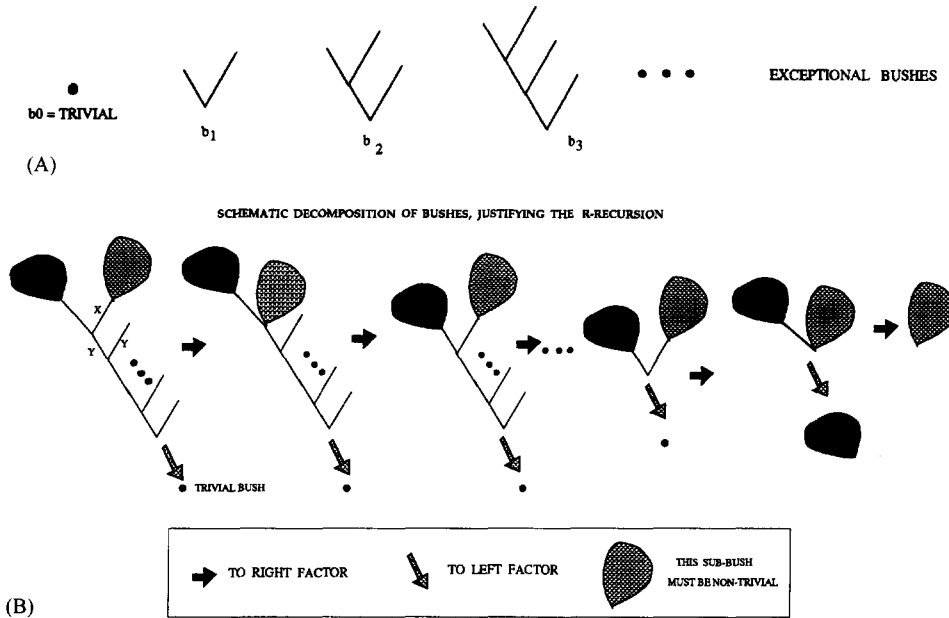 EXCEPTIONAL BUSHES
b0 = TRIVIAL
b1
b2
b3
(A)
SCHEMATIC DECOMPOSITION OF BUSHES, JUSTIFYING THE R-RECURSION
X
Y Y
TRIVIAL BUSH
TO RIGHT FACTOR
TO LEFT FACTOR
THIS SUB-BUSH
MUST BE NON-TRIVIAL
(B)